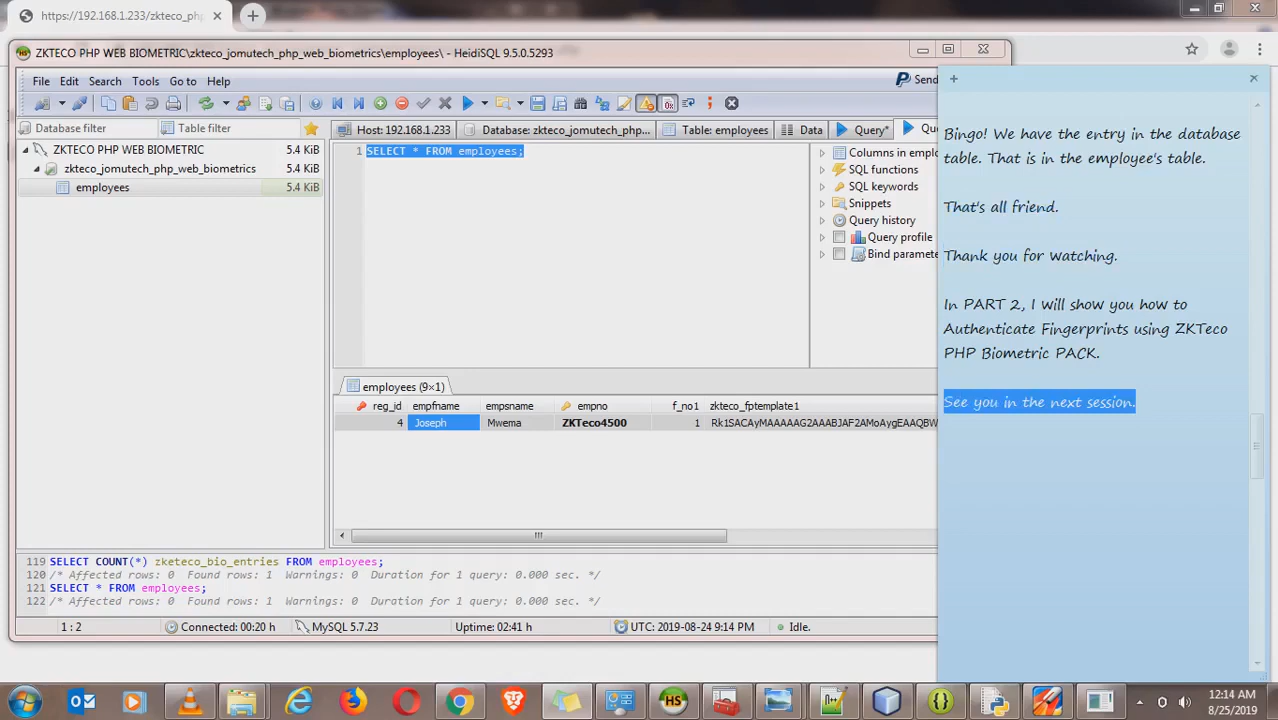 https://192.168.1.233/zkteco_ph
ZKTECO PHP WEB BIOMETRIC\zkteco_jomutech_php_web_biometrics\employees\ - HeidiSQL 9.5.0.5293
File Edit Search Tools Go to Help
Send
Database filter
Table filter
Host: 192.168.1.233
Database: zkteco_jomutech_php...
Table: employees
Data
Query*
ZKTECO PHP WEB BIOMETRIC 5.4 KiB
zkteco_jomutech_php_web_biometrics 5.4 KiB
employees 5.4 KiB
1 SELECT * FROM employees;
Columns in emplo
SQL functions
SQL keywords
Snippets
Query history
Query profile
Bind paramete
employees (9×1)
reg_id empfname empsname empno f_no1 zkteco_fptemplate1
4 Joseph Mwema ZKTeco4500 1
119 SELECT COUNT(*) zketeco_bio_entries FROM employees;
120 /* Affected rows: 0 Found rows: 1 Warnings: 0 Duration for 1 query: 0.000 sec. */
121 SELECT * FROM employees;
122 /* Affected rows: 0 Found rows: 1 Warnings: 0 Duration for 1 query: 0.000 sec. */
1 : 2 Connected: 00:20 h MySQL 5.7.23 Uptime: 02:41 h UTC: 2019-08-24 9:14 PM Idle.
Bingo! We have the entry in the database
table. That is in the employee's table.
That's all friend.
Thank you for watching.
In PART 2, I will show you how to
Authenticate Fingerprints using ZKTeco
PHP Biometric PACK.
See you in the next session.
12:14 AM
8/25/2019